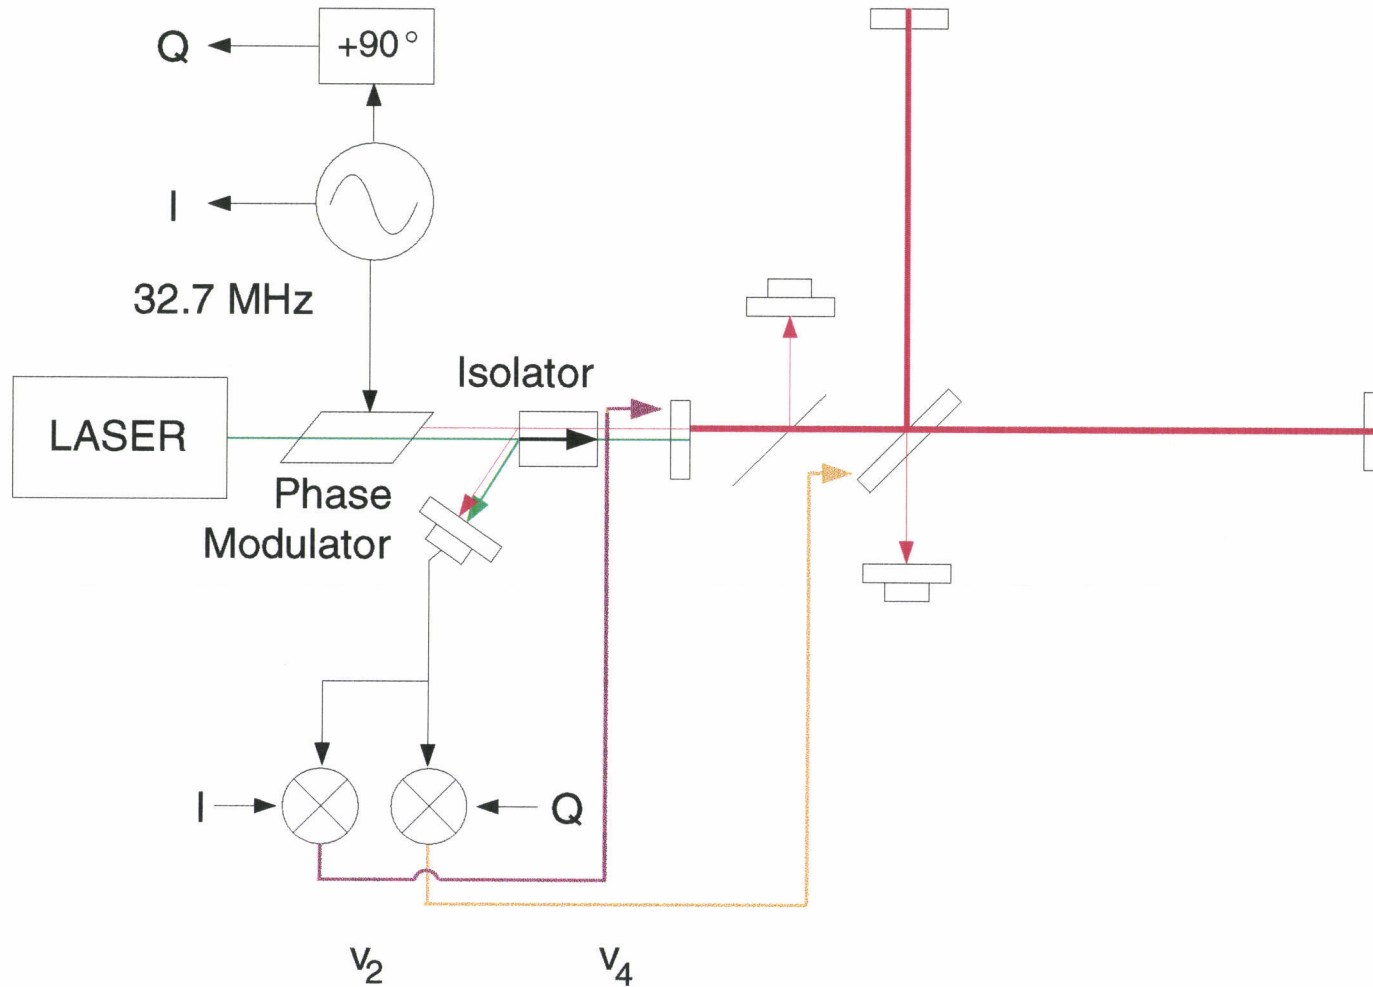 Q
+90°
I
32.7 MHz
Isolator
LASER
Phase
Modulator
I
Q
v2
v4